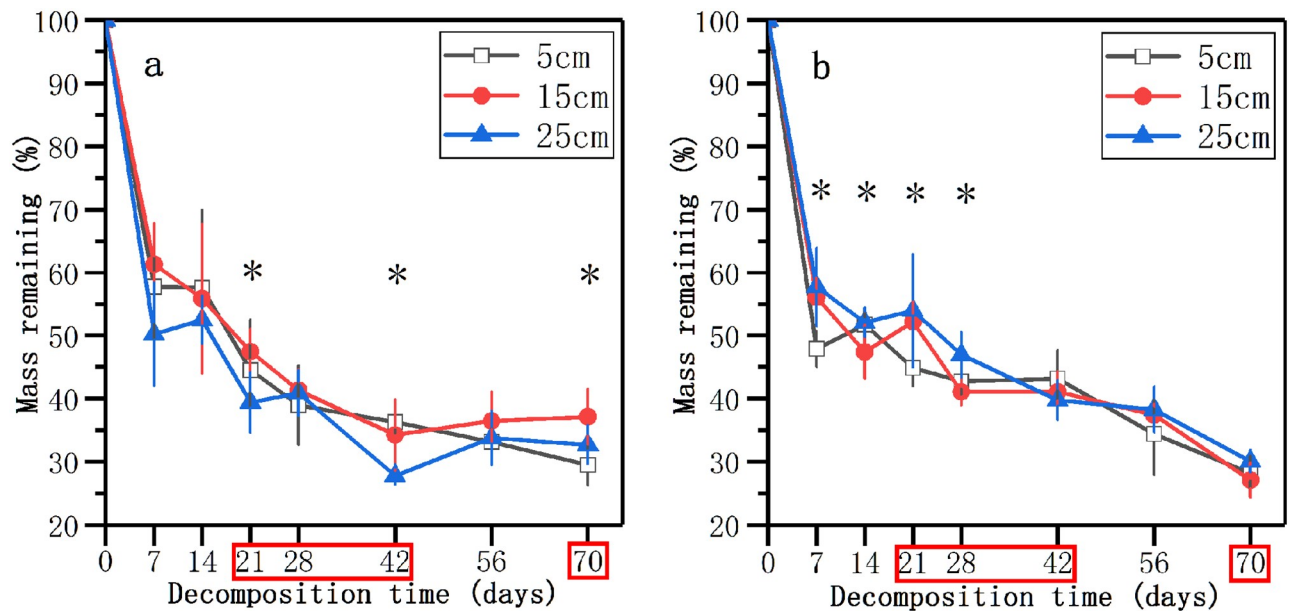 100
90
80
70
60
50
40
30
20
Mass remaining (%)
a
5cm
15cm
25cm
* * *
0 7 14 21 28 42 56 70
Decomposition time (days)
100
90
80
70
60
50
40
30
20
Mass remaining (%)
b
5cm
15cm
25cm
* * * *
0 7 14 21 28 42 56 70
Decomposition time (days)